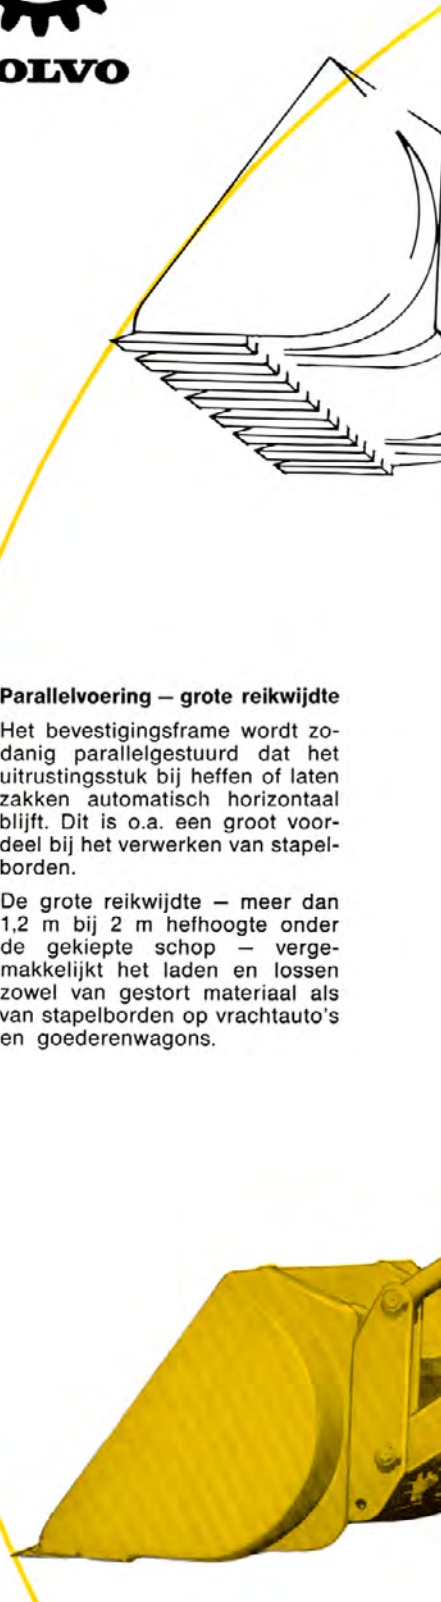 OLVO
Parallelvoering – grote reikwijdte
Het bevestigingsframe wordt zo-
danig parallelgestuurd dat het
uitrustingsstuk bij heffen of laten
zakken automatisch horizontaal
blijft. Dit is o.a. een groot voor-
deel bij het verwerken van stapel-
borden.
De grote reikwijdte – meer dan
1,2 m bij 2 m hefhoogte onder
de gekiepte schop – verge-
makkelijkt het laden en lossen
zowel van gestort materiaal als
van stapelborden op vrachtauto's
en goederenwagons.